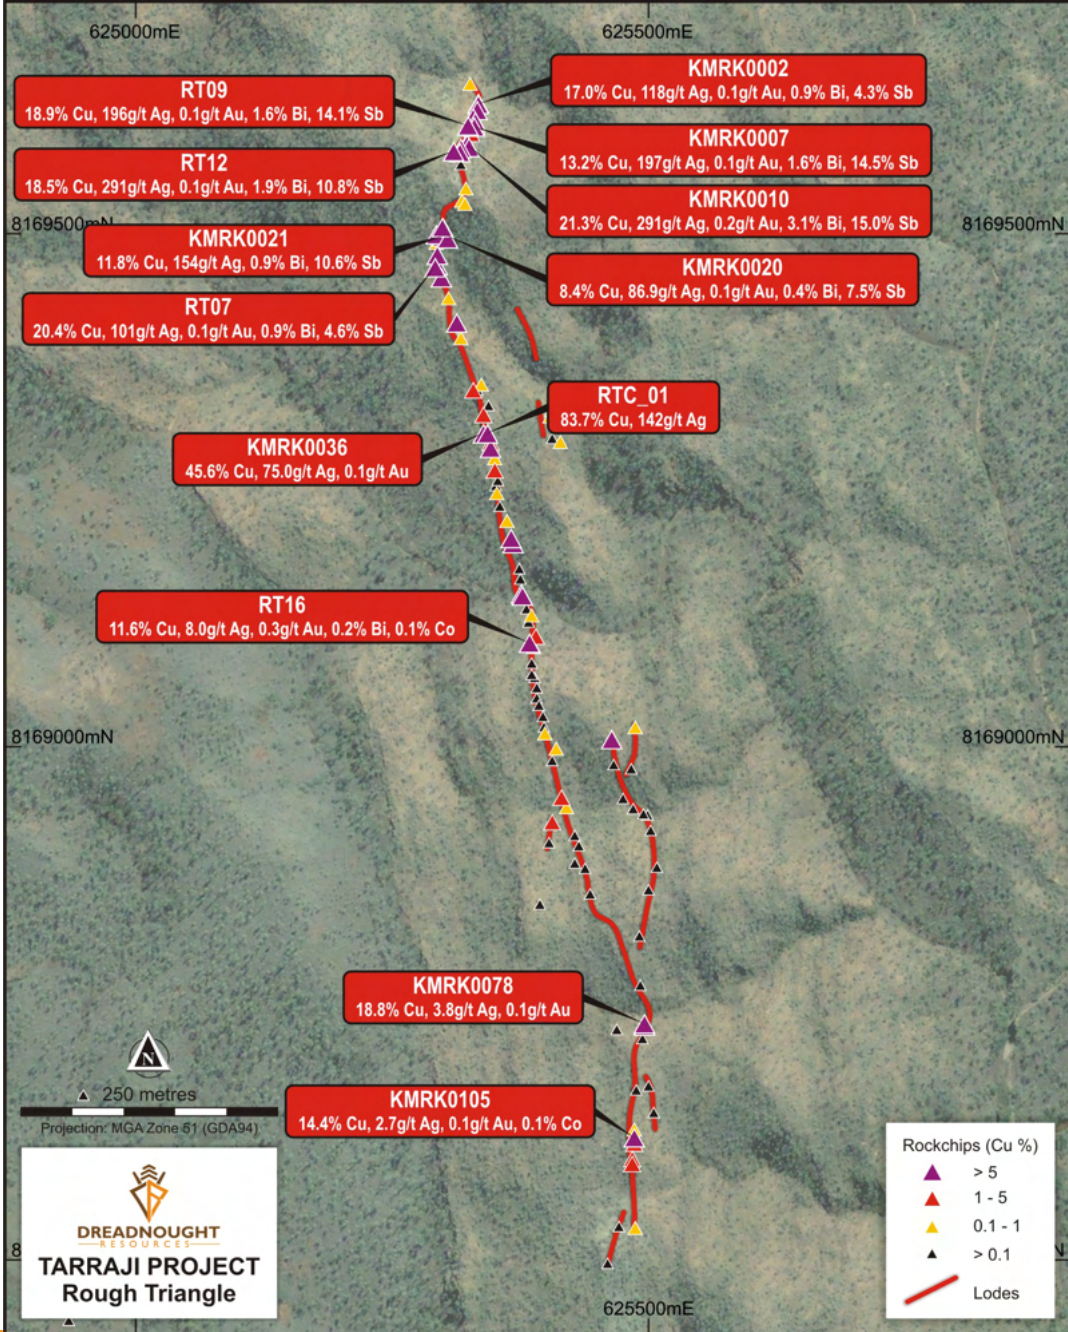 625000mE
625500mE
KMRK0002
17.0% Cu, 118g/t Ag, 0.1g/t Au, 0.9% Bi, 4.3% Sb
RT09
18.9% Cu, 196g/t Ag, 0.1g/t Au, 1.6% Bi, 14.1% Sb
KMRK0007
13.2% Cu, 197g/t Ag, 0.1g/t Au, 1.6% Bi, 14.5% Sb
RT12
18.5% Cu, 291g/t Ag, 0.1g/t Au, 1.9% Bi, 10.8% Sb
KMRK0010
21.3% Cu, 291g/t Ag, 0.2g/t Au, 3.1% Bi, 15.0% Sb
8169500mN
8169500mN
KMRK0021
11.8% Cu, 154g/t Ag, 0.9% Bi, 10.6% Sb
KMRK0020
8.4% Cu, 86.9g/t Ag, 0.1g/t Au, 0.4% Bi, 7.5% Sb
RT07
20.4% Cu, 101g/t Ag, 0.1g/t Au, 0.9% Bi, 4.6% Sb
RTC_01
83.7% Cu, 142g/t Ag
KMRK0036
45.6% Cu, 75.0g/t Ag, 0.1g/t Au
RT16
11.6% Cu, 8.0g/t Ag, 0.3g/t Au, 0.2% Bi, 0.1% Co
8169000mN
8169000mN
KMRK0078
18.8% Cu, 3.8g/t Ag, 0.1g/t Au
N
250 metres
Projection: MGA Zone 51 (GDA94)
KMRK0105
14.4% Cu, 2.7g/t Ag, 0.1g/t Au, 0.1% Co
Rockchips (Cu %)
> 5
1 - 5
0.1 - 1
> 0.1
Lodes
DREADNOUGHT
RESOURCES
TARRAJI PROJECT
Rough Triangle
625500mE